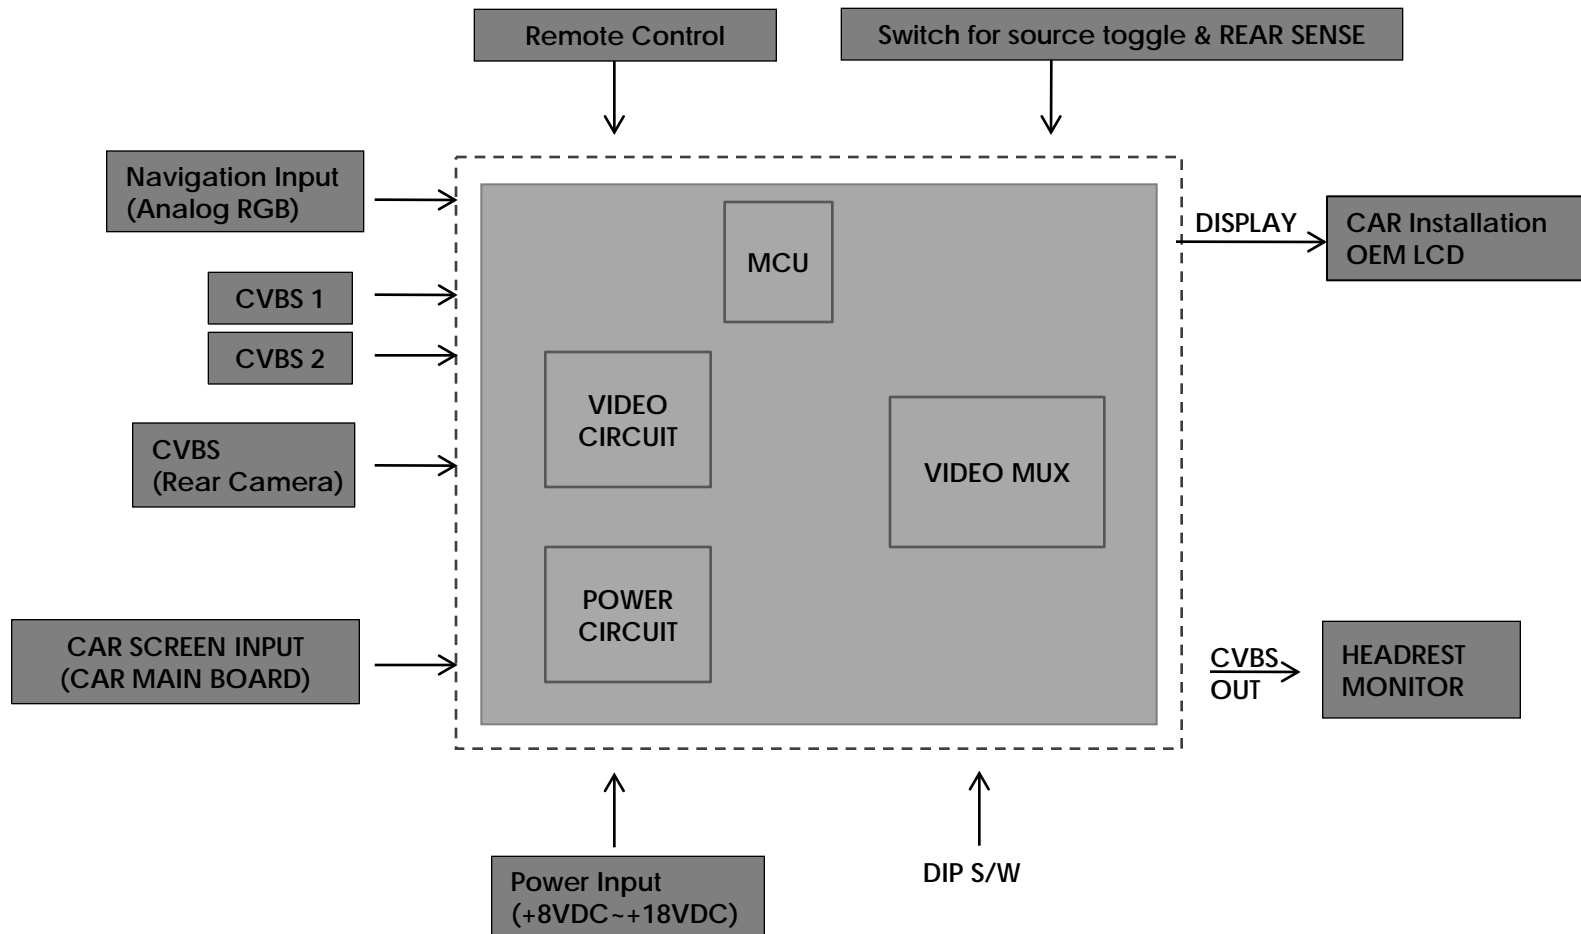 Remote Control
Switch for source toggle & REAR SENSE
Navigation Input
(Analog RGB)
MCU
DISPLAY
CAR Installation
OEM LCD
CVBS 1
CVBS 2
VIDEO
CIRCUIT
CVBS
(Rear Camera)
VIDEO MUX
POWER
CIRCUIT
CAR SCREEN INPUT
(CAR MAIN BOARD)
CVBS
OUT
HEADREST
MONITOR
DIP S/W
Power Input
(+8VDC~+18VDC)